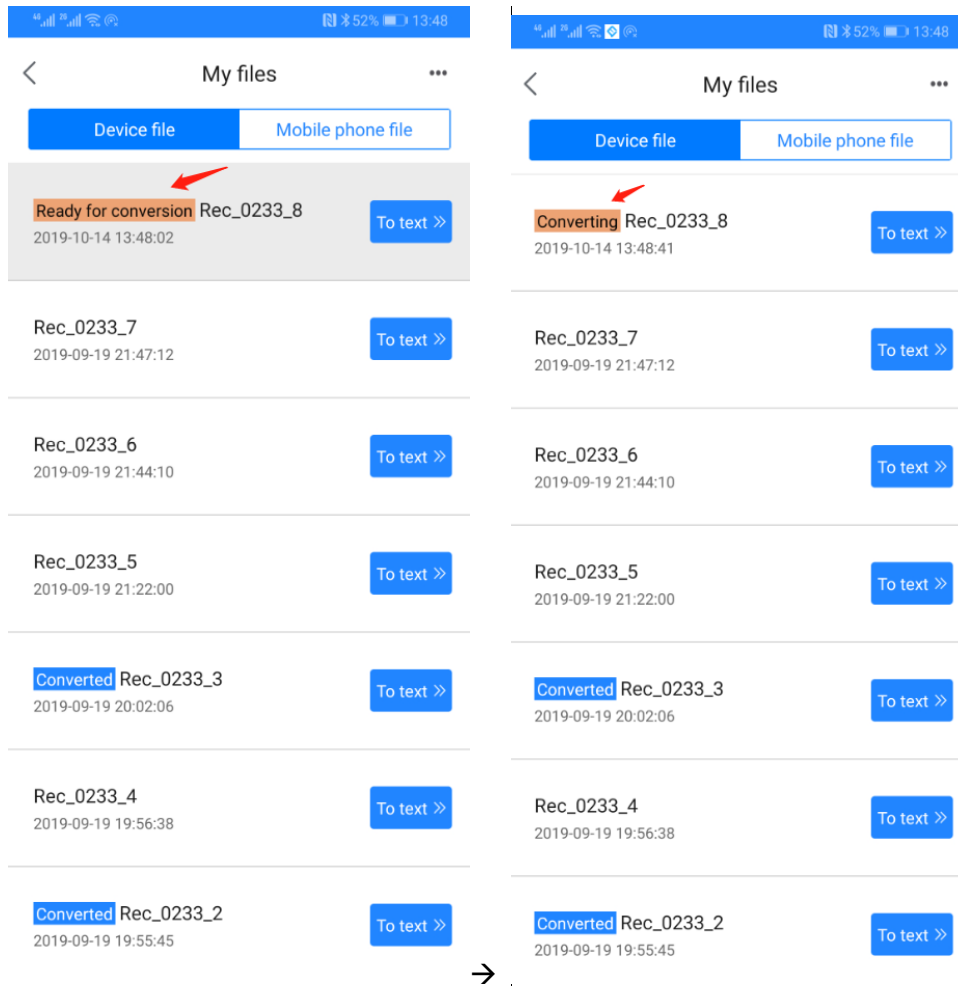 46 26 52% 13:48
My files
Device file Mobile phone file
Ready for conversion Rec_0233_8
2019-10-14 13:48:02
To text
Rec_0233_7
2019-09-19 21:47:12
To text
Rec_0233_6
2019-09-19 21:44:10
To text
Rec_0233_5
2019-09-19 21:22:00
To text
Converted Rec_0233_3
2019-09-19 20:02:06
To text
Rec_0233_4
2019-09-19 19:56:38
To text
Converted Rec_0233_2
2019-09-19 19:55:45
To text
46 26 52% 13:48
My files
Device file Mobile phone file
Converting Rec_0233_8
2019-10-14 13:48:41
To text
Rec_0233_7
2019-09-19 21:47:12
To text
Rec_0233_6
2019-09-19 21:44:10
To text
Rec_0233_5
2019-09-19 21:22:00
To text
Converted Rec_0233_3
2019-09-19 20:02:06
To text
Rec_0233_4
2019-09-19 19:56:38
To text
Converted Rec_0233_2
2019-09-19 19:55:45
To text